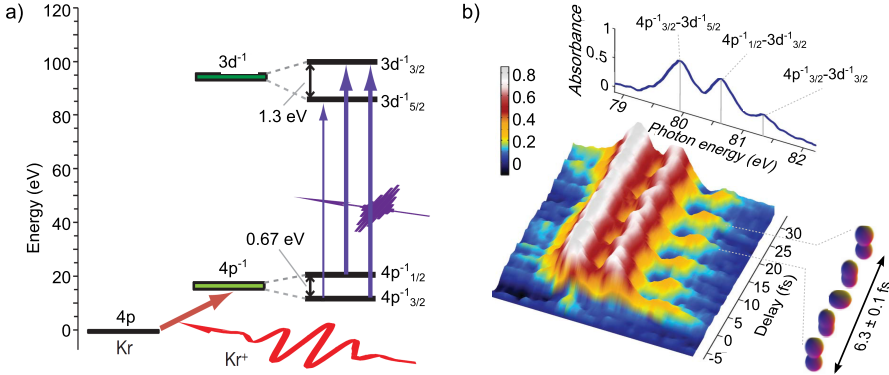 a)
Energy (eV)
120
100
80
60
40
20
0
3d⁻¹
3d⁻¹₃/₂
3d⁻¹₅/₂
1.3 eV
0.67 eV
4p⁻¹
4p⁻¹₁/₂
4p⁻¹₃/₂
4p
Kr
Kr⁺
b)
Absorbance
1
0.5
0
4p⁻¹₃/₂-3d⁻¹₅/₂
4p⁻¹₁/₂-3d⁻¹₃/₂
4p⁻¹₃/₂-3d⁻¹₃/₂
79
80
81
82
Photon energy (eV)
0.8
0.6
0.4
0.2
0
30
25
20
15
10
5
0
-5
Delay (fs)
6.3 ± 0.1 fs